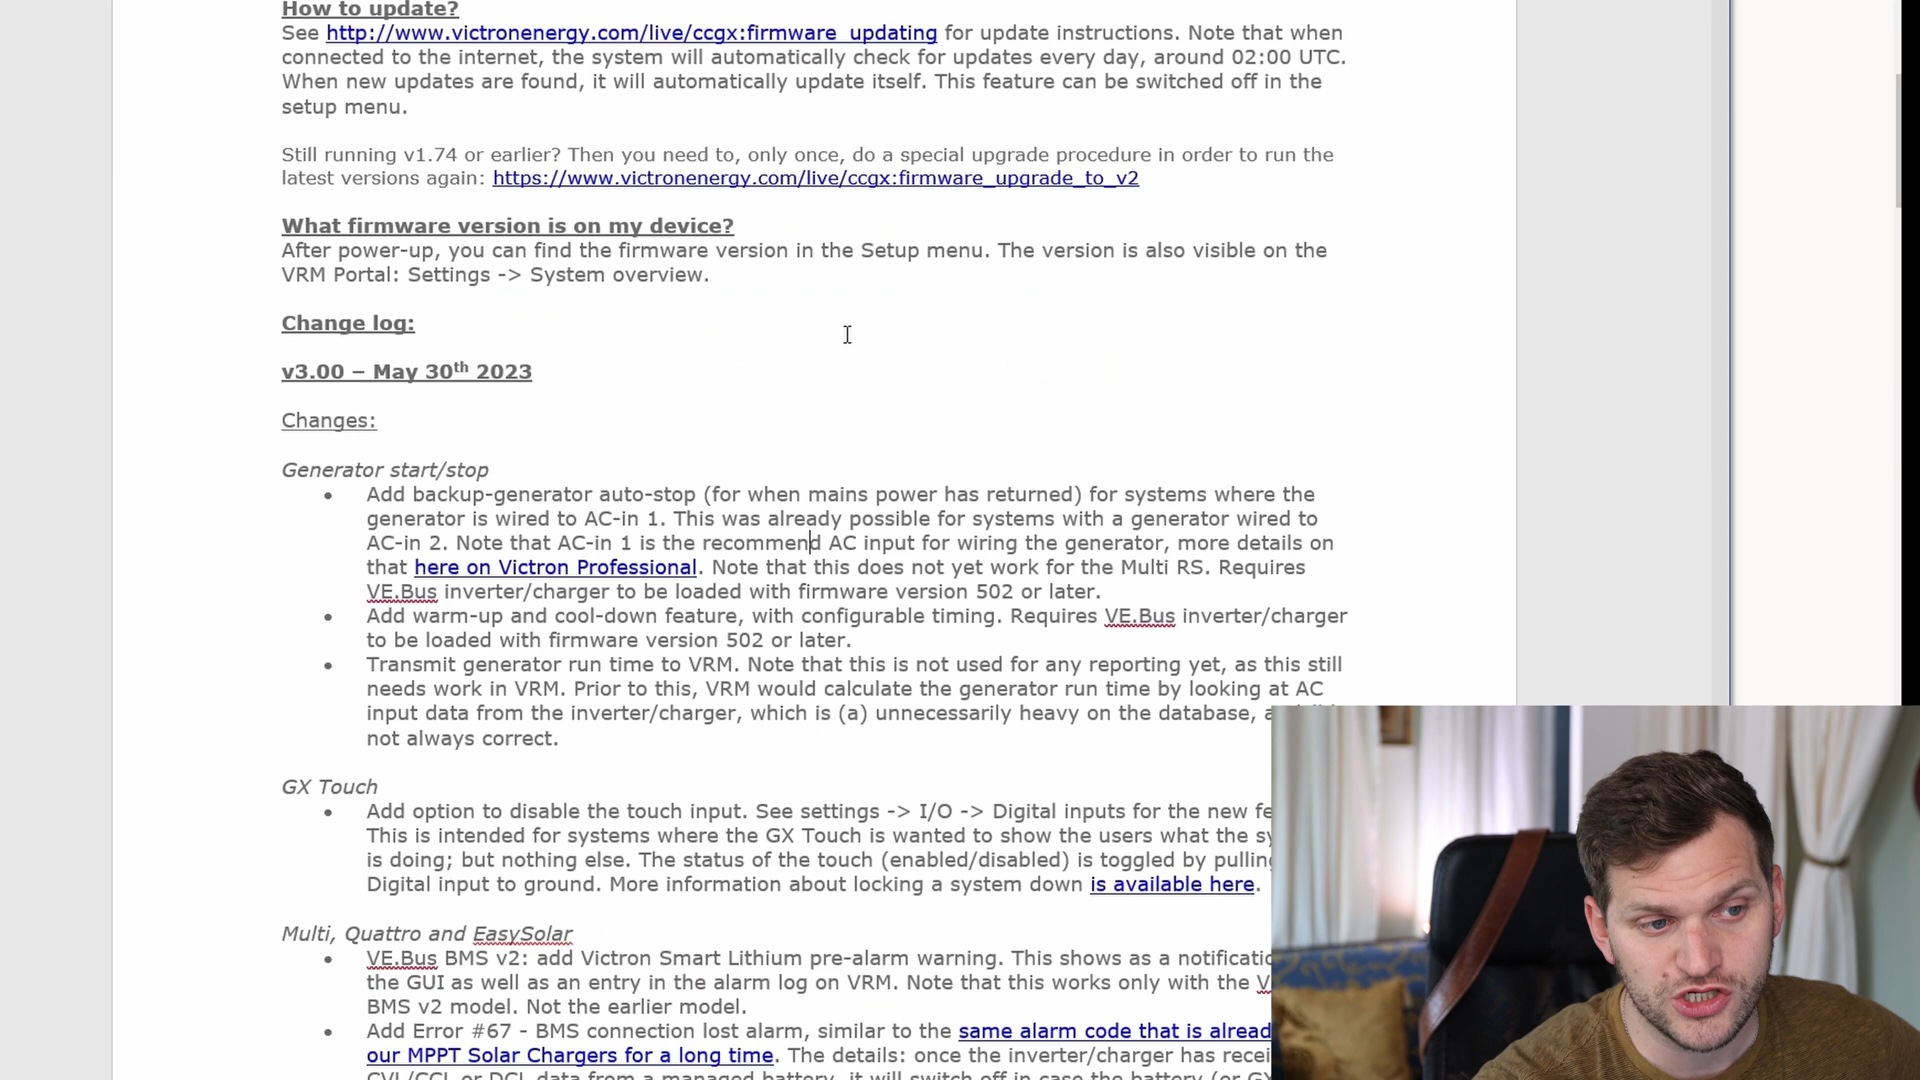 How to update?
See http://www.victronenergy.com/live/ccgx:firmware_updating for update instructions. Note that when
connected to the internet, the system will automatically check for updates every day, around 02:00 UTC.
When new updates are found, it will automatically update itself. This feature can be switched off in the
setup menu.
Still running v1.74 or earlier? Then you need to, only once, do a special upgrade procedure in order to run the
latest versions again: https://www.victronenergy.com/live/ccgx:firmware_upgrade_to_v2
What firmware version is on my device?
After power-up, you can find the firmware version in the Setup menu. The version is also visible on the
VRM Portal: Settings -> System overview.
Change log:
v3.00 – May 30th 2023
Changes:
Generator start/stop
• Add backup-generator auto-stop (for when mains power has returned) for systems where the
generator is wired to AC-in 1. This was already possible for systems with a generator wired to
AC-in 2. Note that AC-in 1 is the recommend AC input for wiring the generator, more details on
that here on Victron Professional. Note that this does not yet work for the Multi RS. Requires
VE.Bus inverter/charger to be loaded with firmware version 502 or later.
• Add warm-up and cool-down feature, with configurable timing. Requires VE.Bus inverter/charger
to be loaded with firmware version 502 or later.
• Transmit generator run time to VRM. Note that this is not used for any reporting yet, as this still
needs work in VRM. Prior to this, VRM would calculate the generator run time by looking at AC
input data from the inverter/charger, which is (a) unnecessarily heavy on the database,
not always correct.
GX Touch
• Add option to disable the touch input. See settings -> I/O -> Digital inputs for the new
This is intended for systems where the GX Touch is wanted to show the users what the
is doing; but nothing else. The status of the touch (enabled/disabled) is toggled by
Digital input to ground. More information about locking a system down is available here.
Multi, Quattro and EasySolar
• VE.Bus BMS v2: add Victron Smart Lithium pre-alarm warning. This shows as a
the GUI as well as an entry in the alarm log on VRM. Note that this works only with the
BMS v2 model. Not the earlier model.
• Add Error #67 - BMS connection lost alarm, similar to the same alarm code that is
our MPPT Solar Chargers for a long time. The details: once the inverter/charger has
CVL/CCL or DCL data from a managed battery, it will switch off in case the battery (or